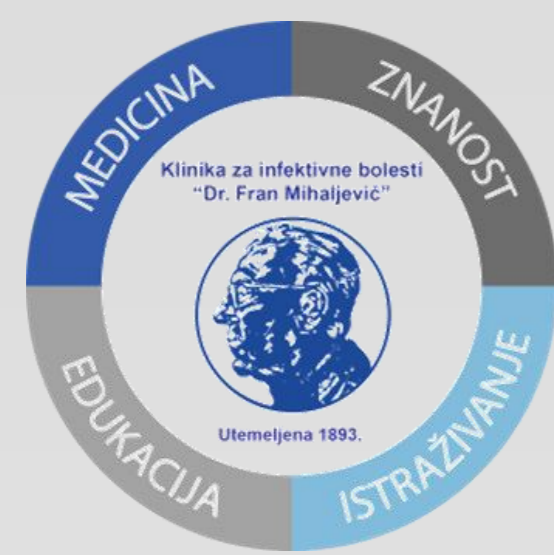 MEDICINA
ZNANOST
Klinika za infektivne bolesti
"Dr. Fran Mihaljević"
Utemeljena 1893.
EDUKACIJA
ISTRAŽIVANJE